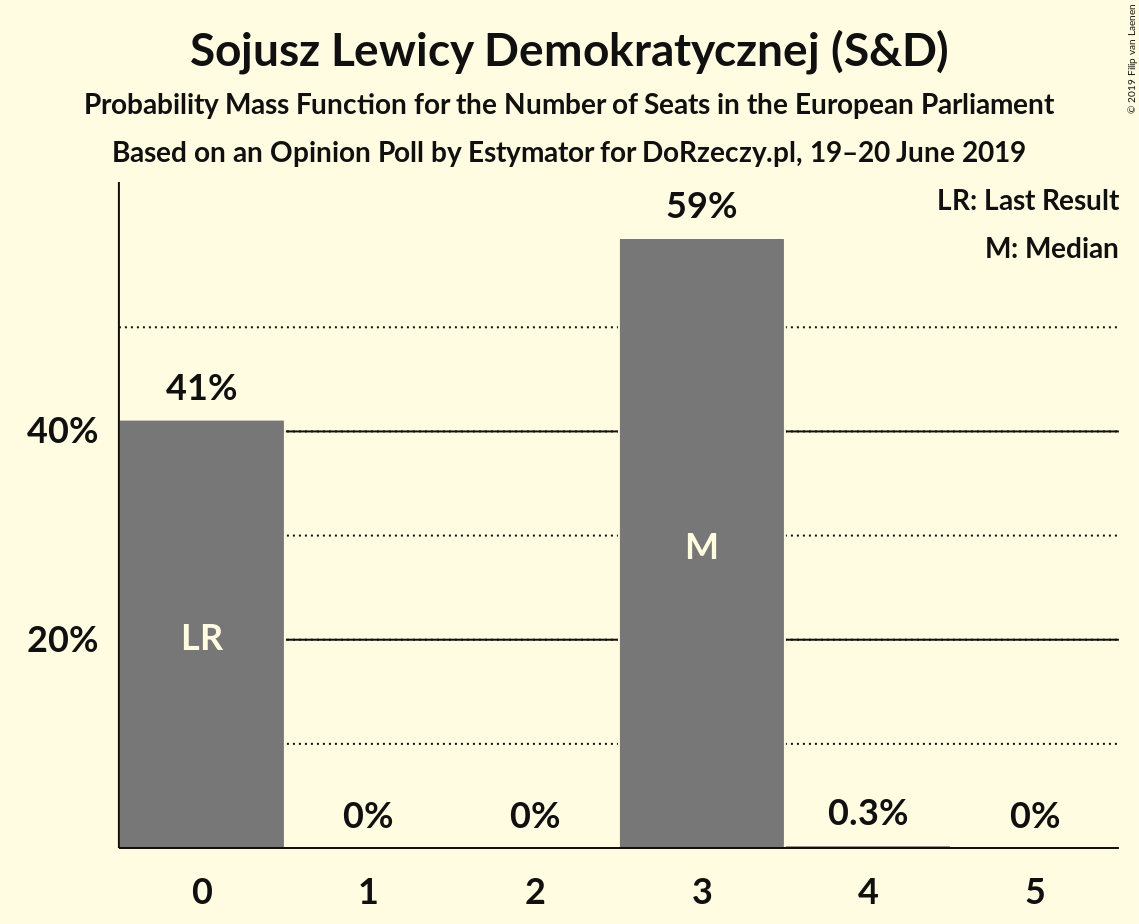 Sojusz Lewicy Demokratycznej (S&D)
Probability Mass Function for the Number of Seats in the European Parliament
Based on an Opinion Poll by Estymator for DoRzeczy.pl, 19–20 June 2019
© 2019 Filip van Laenen
LR: Last Result
M: Median
59%
41%
40%
M
LR
20%
0%
0%
0.3%
0%
0
1
2
3
4
5